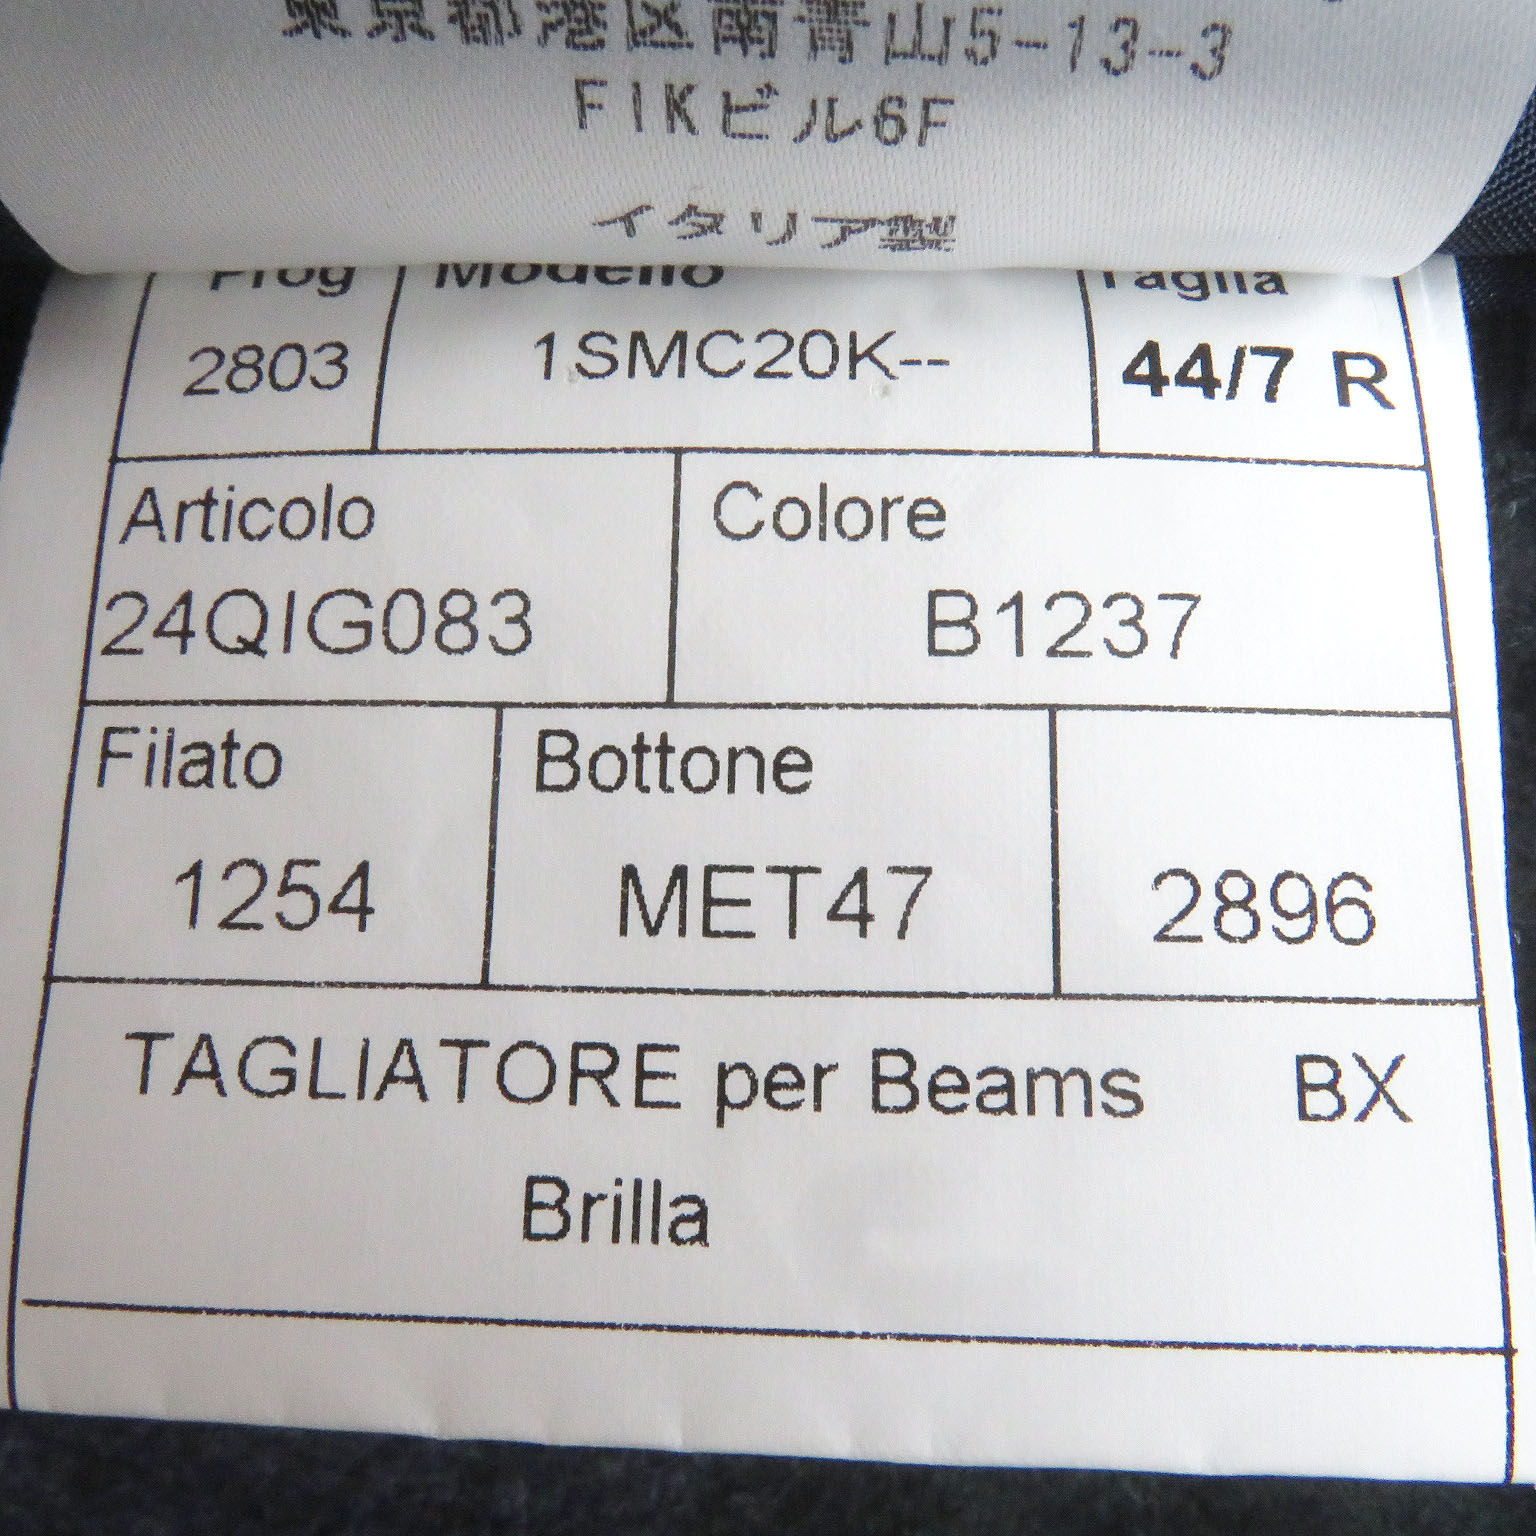 東京都港区南青山5-13-3
FIKビル6F
イタリア製
Prog Modello Taglia
2803 1SMC20K-- 44/7 R
Articolo Colore
24QIG083 B1237
Filato Bottone
1254 MET47 2896
TAGLIATORE per Beams BX
Brilla